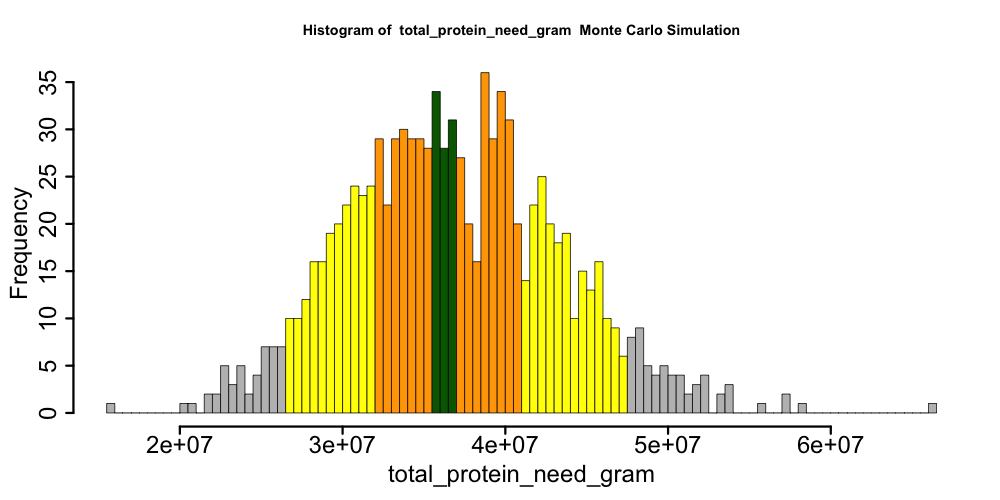 Histogram of  total_protein_need_gram  Monte Carlo Simulation
Frequency
35
30
25
20
15
10
5
0
2e+07 3e+07 4e+07 5e+07 6e+07
total_protein_need_gram